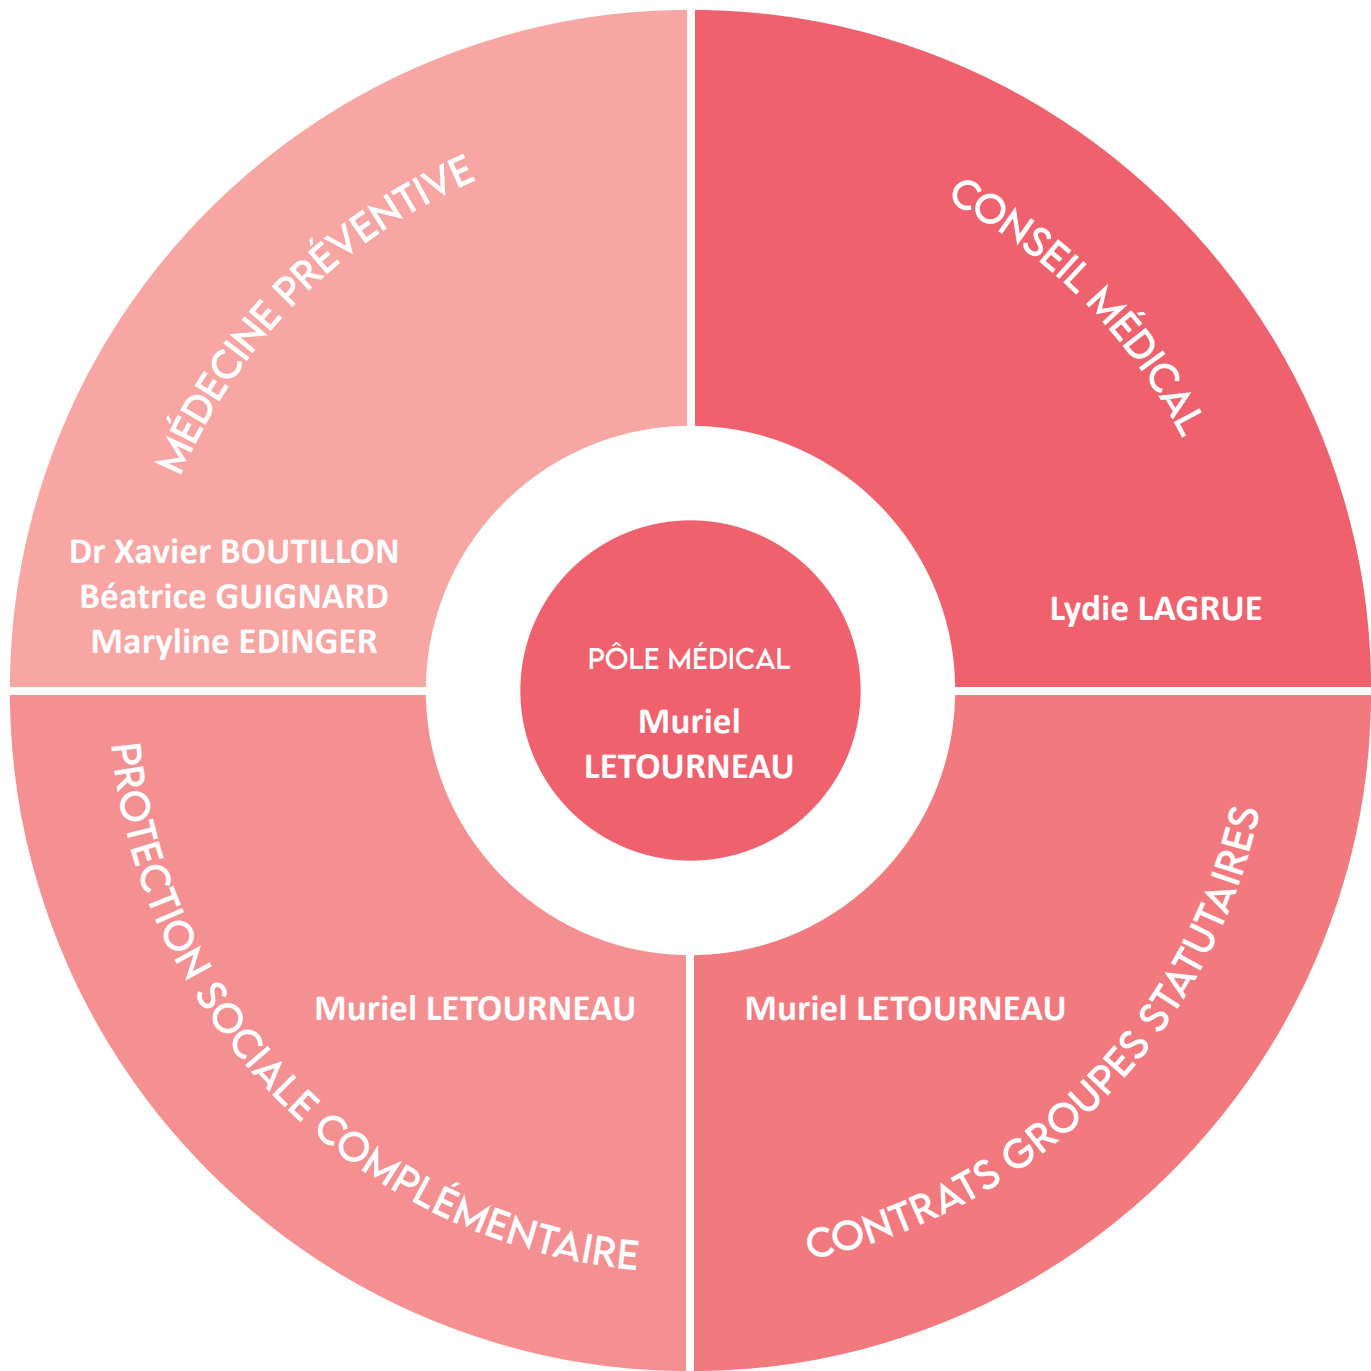 MÉDECINE PRÉVENTIVE
Dr Xavier BOUTILLON
Béatrice GUIGNARD
Maryline EDINGER
CONSEIL MÉDICAL
Lydie LAGRUE
PÔLE MÉDICAL
Muriel
LETOURNEAU
PROTECTION SOCIALE COMPLÉMENTAIRE
Muriel LETOURNEAU
CONTRATS GROUPES STATUTAIRES
Muriel LETOURNEAU